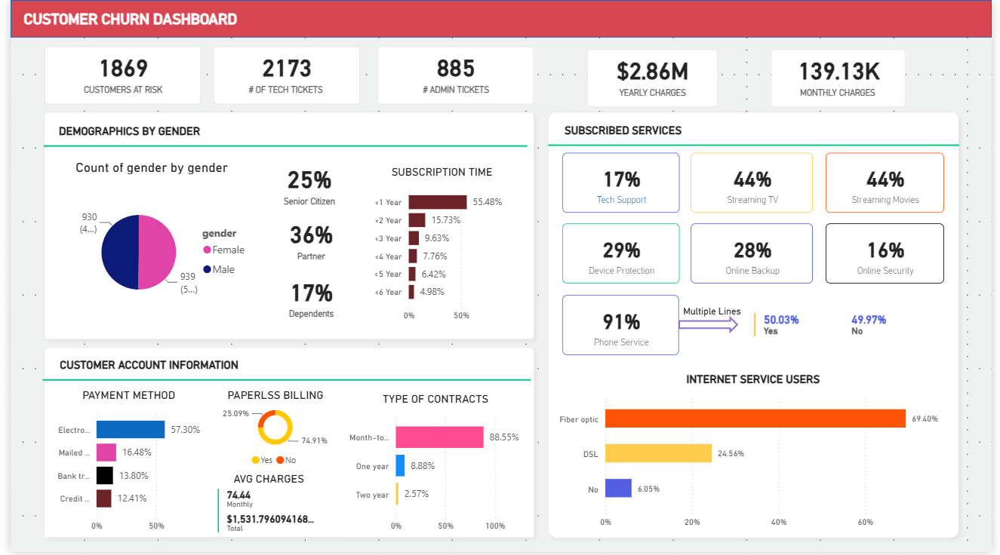 CUSTOMER CHURN DASHBOARD
1869
CUSTOMERS AT RISK
2173
# OF TECH TICKETS
885
# ADMIN TICKETS
$2.86M
YEARLY CHARGES
139.13K
MONTHLY CHARGES
DEMOGRAPHICS BY GENDER
Count of gender by gender
930
(4...)
939
(5...)
gender
Female
Male
25%
Senior Citizen
36%
Partner
17%
Dependents
SUBSCRIPTION TIME
<1 Year 55.48%
<2 Year 15.73%
<3 Year 9.63%
<4 Year 7.76%
<5 Year 6.42%
<6 Year 4.98%
0% 50%
SUBSCRIBED SERVICES
17%
Tech Support
44%
Streaming TV
44%
Streaming Movies
29%
Device Protection
28%
Online Backup
16%
Online Security
91%
Phone Service
Multiple Lines
50.03%
Yes
49.97%
No
INTERNET SERVICE USERS
Fiber optic 69.40%
DSL 24.56%
No 6.05%
0% 20% 40% 60%
CUSTOMER ACCOUNT INFORMATION
PAYMENT METHOD
Electro... 57.30%
Mailed ... 16.48%
Bank tr... 13.80%
Credit ... 12.41%
0% 50%
PAPERLSS BILLING
25.09%
74.91%
Yes No
AVG CHARGES
74.44
Monthly
$1,531.796094168...
Total
TYPE OF CONTRACTS
Month-to... 88.55%
One year 8.88%
Two year 2.57%
0% 50% 100%